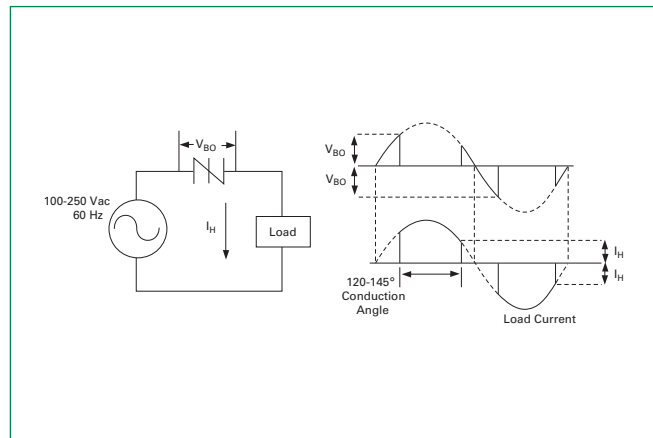 V_BO
100-250 Vac
60 Hz
I_H
Load
V_BO
V_BO
120-145°
Conduction
Angle
I_H
I_H
Load Current